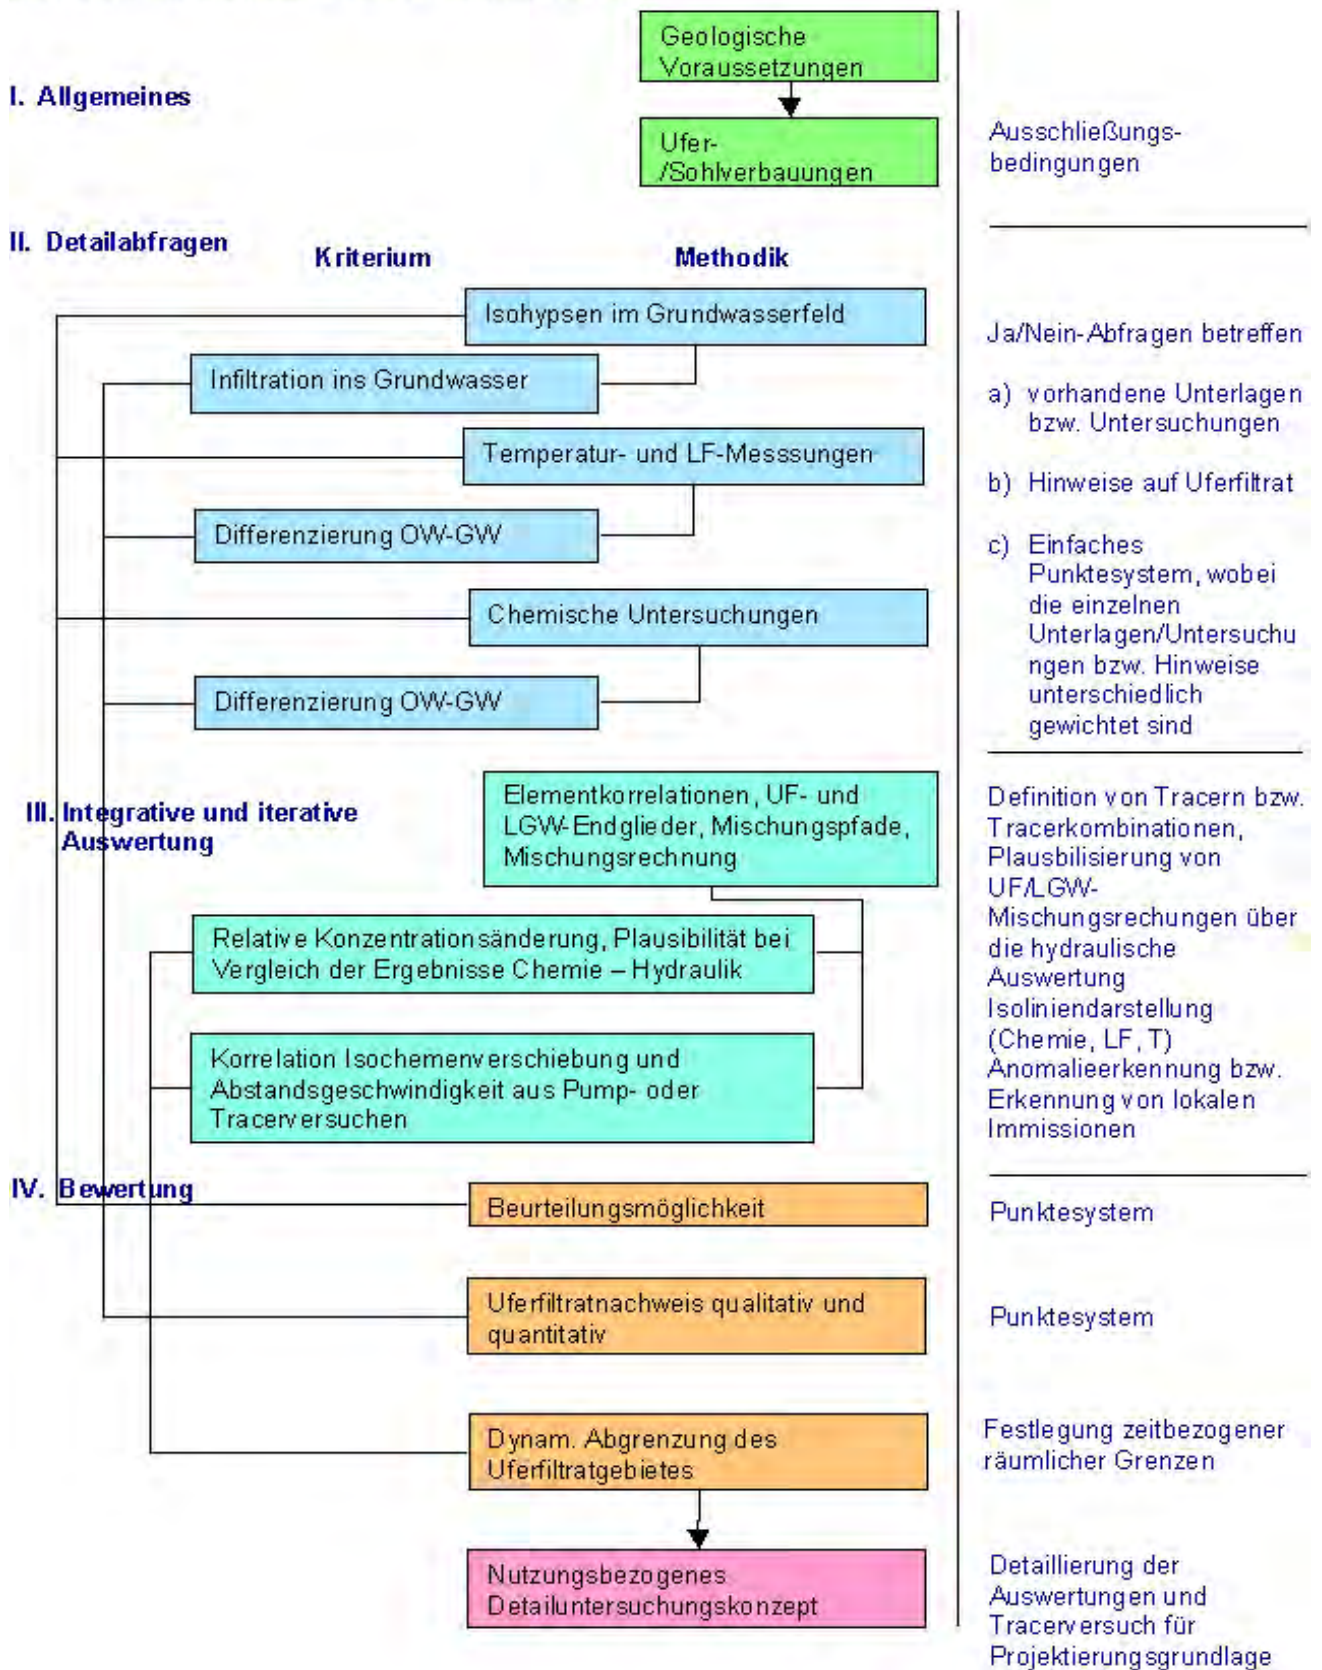 Geologische
Voraussetzungen
I. Allgemeines
Ufer-
/Sohlverbauungen
Ausschließungs-
bedingungen
II. Detailabfragen
Kriterium
Methodik
Isohypsen im Grundwasserfeld
Infiltration ins Grundwasser
Temperatur- und LF-Messsungen
Differenzierung OW-GW
Chemische Untersuchungen
Differenzierung OW-GW
Ja/Nein-Abfragen betreffen
a) vorhandene Unterlagen
bzw. Untersuchungen
b) Hinweise auf Uferfiltrat
c) Einfaches
Punktesystem, wobei
die einzelnen
Unterlagen/Untersuchu
ngen bzw. Hinweise
unterschiedlich
gewichtet sind
III. Integrative und iterative
Auswertung
Elementkorrelationen, UF- und
LGW-Endglieder, Mischungspfade,
Mischungsrechnung
Relative Konzentrationsänderung, Plausibilität bei
Vergleich der Ergebnisse Chemie – Hydraulik
Korrelation Isochemenverschiebung und
Abstandsgeschwindigkeit aus Pump- oder
Tracerversuchen
Definition von Tracern bzw.
Tracerkombinationen,
Plausbilisierung von
UF/LGW-
Mischungsrechungen über
die hydraulische
Auswertung
Isoliniendarstellung
(Chemie, LF, T)
Anomalieerkennung bzw.
Erkennung von lokalen
Immissionen
IV. Bewertung
Beurteilungsmöglichkeit
Punktesystem
Uferfiltratnachweis qualitativ und
quantitativ
Punktesystem
Dynam. Abgrenzung des
Uferfiltratgebietes
Festlegung zeitbezogener
räumlicher Grenzen
Nutzungsbezogenes
Detailuntersuchungskonzept
Detaillierung der
Auswertungen und
Tracerversuch für
Projektierungsgrundlage